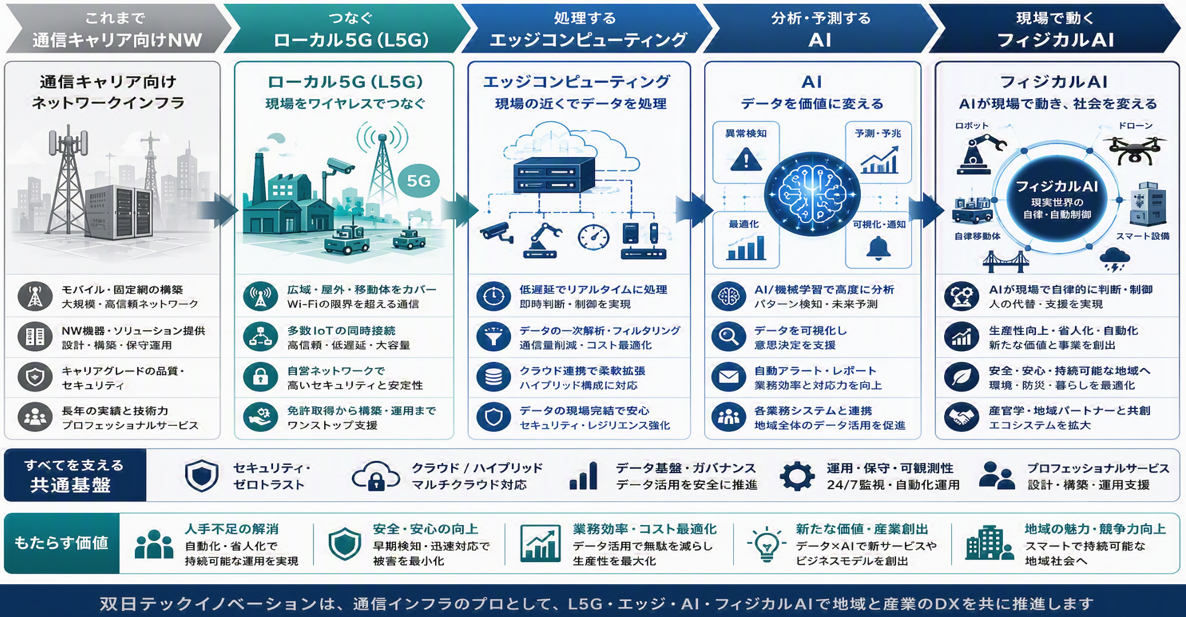 これまで
通信キャリア向けNW
つなぐ
ローカル5G（L5G）
処理する
エッジコンピューティング
分析・予測する
AI
現場で動く
フィジカルAI
通信キャリア向け
ネットワークインフラ
モバイル・固定網の構築
大規模・高信頼ネットワーク
NW機器・ソリューション提供
設計・構築・保守運用
キャリアグレードの品質・
セキュリティ
長年の実績と技術力
プロフェッショナルサービス
ローカル5G（L5G）
現場をワイヤレスでつなぐ
5G
広域・屋外・移動体をカバー
Wi-Fiの限界を超える通信
多数IoTの同時接続
高信頼・低遅延・大容量
自営ネットワークで
高いセキュリティと安定性
免許取得から構築・運用まで
ワンストップ支援
エッジコンピューティング
現場の近くでデータを処理
低遅延でリアルタイムに処理
即時判断・制御を実現
データの一次解析・フィルタリング
通信量削減・コスト最適化
クラウド連携で柔軟拡張
ハイブリッド構成に対応
データの現場完結で安心
セキュリティ・レジリエンス強化
AI
データを価値に変える
異常検知
予測・予兆
最適化
可視化・通知
AI/機械学習で高度に分析
パターン検知・未来予測
データを可視化し
意思決定を支援
自動アラート・レポート
業務効率と対応力を向上
各業務システムと連携
地域全体のデータ活用を促進
フィジカルAI
AIが現場で動き、社会を変える
ロボット
ドローン
フィジカルAI
現実世界の
自律・自動制御
自律移動体
スマート設備
AIが現場で自律的に判断・制御
人の代替・支援を実現
生産性向上・省人化・自動化
新たな価値と事業を創出
安全・安心・持続可能な地域へ
環境・防災・暮らしを最適化
産官学・地域パートナーと共創
エコシステムを拡大
すべてを支える
共通基盤
セキュリティ・
ゼロトラスト
クラウド / ハイブリッド
マルチクラウド対応
データ基盤・ガバナンス
データ活用を安全に推進
運用・保守・可観測性
24/7監視・自動化運用
プロフェッショナルサービス
設計・構築・運用支援
もたらす価値
人手不足の解消
自動化・省人化で
持続可能な運用を実現
安全・安心の向上
早期検知・迅速対応で
被害を最小化
業務効率・コスト最適化
データ活用で無駄を減らし
生産性を最大化
新たな価値・産業創出
データ×AIで新サービスや
ビジネスモデルを創出
地域の魅力・競争力向上
スマートで持続可能な
地域社会へ
双日テックイノベーションは、通信インフラのプロとして、L5G・エッジ・AI・フィジカルAIで地域と産業のDXを共に推進します